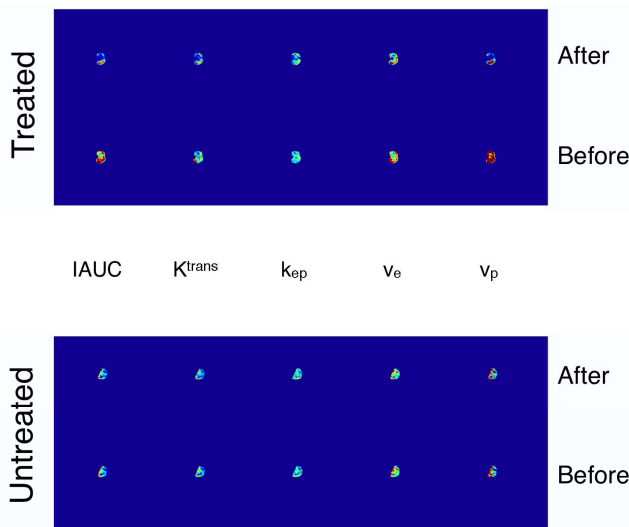 Treated
After
Before
IAUC Kᵗʳᵃⁿˢ kₑₚ vₑ vₚ
Untreated
After
Before